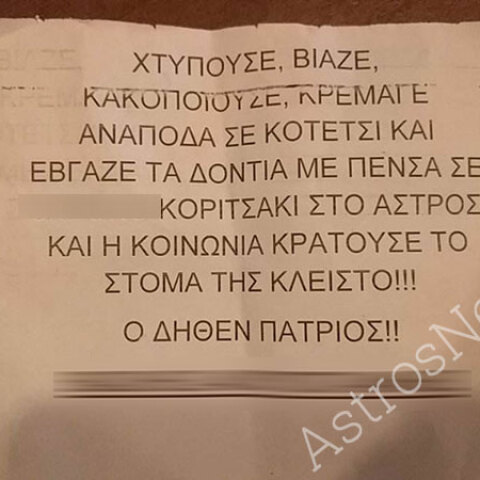 ΧΤΥΠΟΥΣΕ, ΒΙΑΖΕ,
ΚΑΚΟΠΟΙΟΥΣΕ, ΚΡΕΜΑΓΕ
ΑΝΑΠΟΔΑ ΣΕ ΚΟΤΕΤΣΙ ΚΑΙ
ΕΒΓΑΖΕ ΤΑ ΔΟΝΤΙΑ ΜΕ ΠΕΝΣΑ ΣΕ
ΚΟΡΙΤΣΑΚΙ ΣΤΟ ΑΣΤΡΟΣ
ΚΑΙ Η ΚΟΙΝΩΝΙΑ ΚΡΑΤΟΥΣΕ ΤΟ
ΣΤΟΜΑ ΤΗΣ ΚΛΕΙΣΤΟ!!!
Ο ΔΗΘΕΝ ΠΑΤΡΙΟΣ!!
AstrosNe